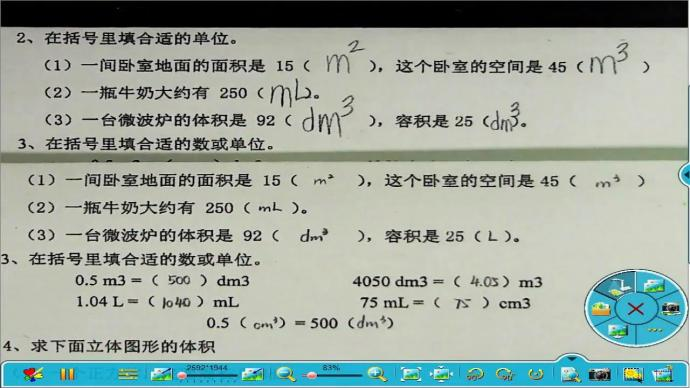 2、在括号里填合适的单位。
（1）一间卧室地面的面积是 15（ m² ），这个卧室的空间是 45（ m³ ）
（2）一瓶牛奶大约有 250（ mL ）。
（3）一台微波炉的体积是 92（ dm³ ），容积是 25（ dm³ ）。
3、在括号里填合适的数或单位。
（1）一间卧室地面的面积是 15（ m² ），这个卧室的空间是 45（ m³ ）
（2）一瓶牛奶大约有 250（ mL ）。
（3）一台微波炉的体积是 92（ dm³ ），容积是 25（ L ）。
3、在括号里填合适的数或单位。
0.5 m3 =（ 500 ）dm3 4050 dm3 =（ 4.05 ）m3
1.04 L =（ 1040 ）mL 75 mL =（ 75 ）cm3
0.5（ cm³ ）= 500（ dm³ ）
4、求下面立体图形的体积
2592*1944 83%